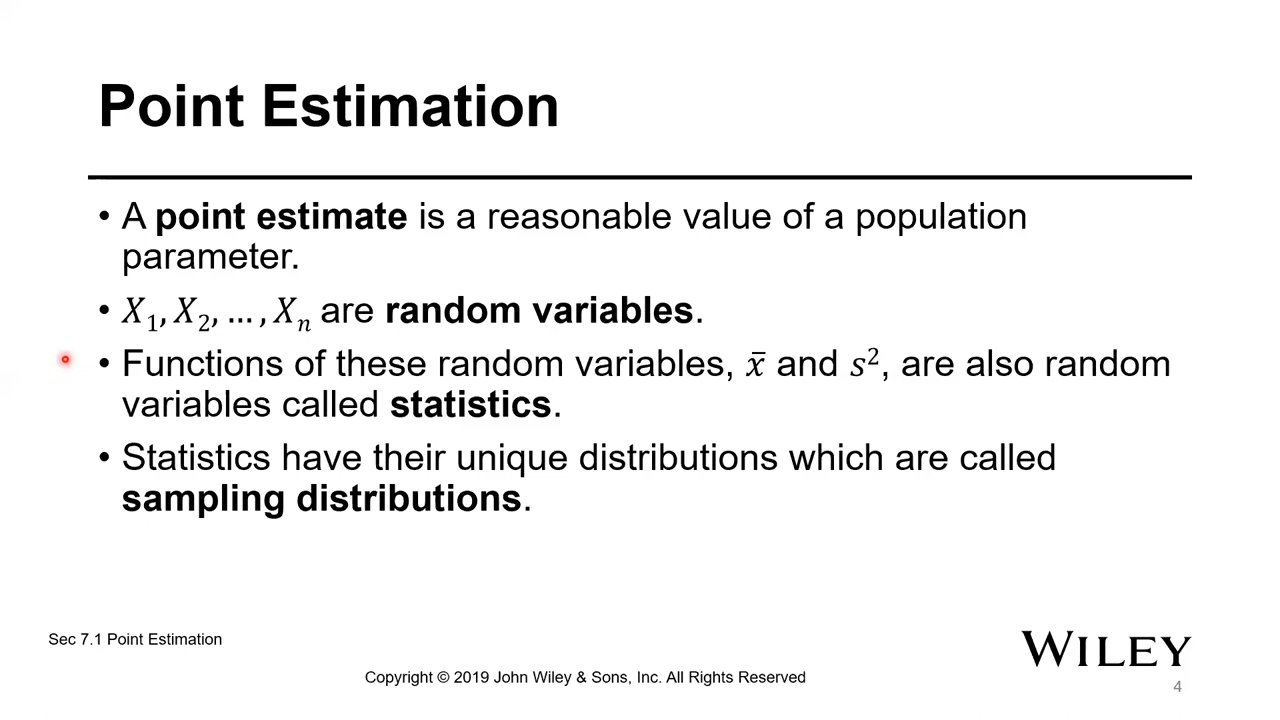 Point Estimation
• A point estimate is a reasonable value of a population
parameter.
• X₁, X₂, … , Xₙ are random variables.
• Functions of these random variables, x̄ and s², are also random
variables called statistics.
• Statistics have their unique distributions which are called
sampling distributions.
Sec 7.1 Point Estimation
WILEY
Copyright © 2019 John Wiley & Sons, Inc. All Rights Reserved
4